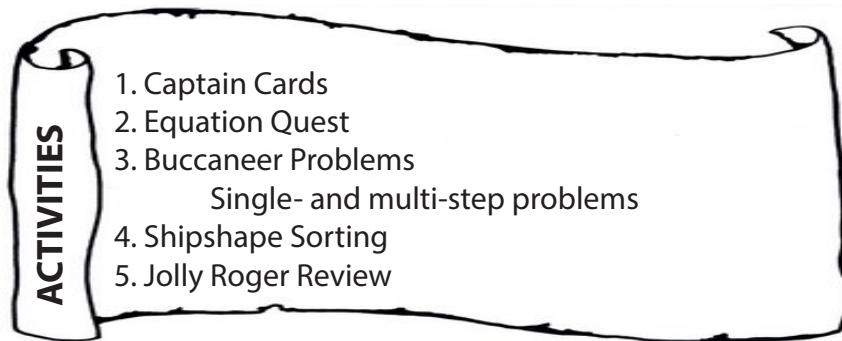 ACTIVITIES
1. Captain Cards
2. Equation Quest
3. Buccaneer Problems
Single- and multi-step problems
4. Shipshape Sorting
5. Jolly Roger Review